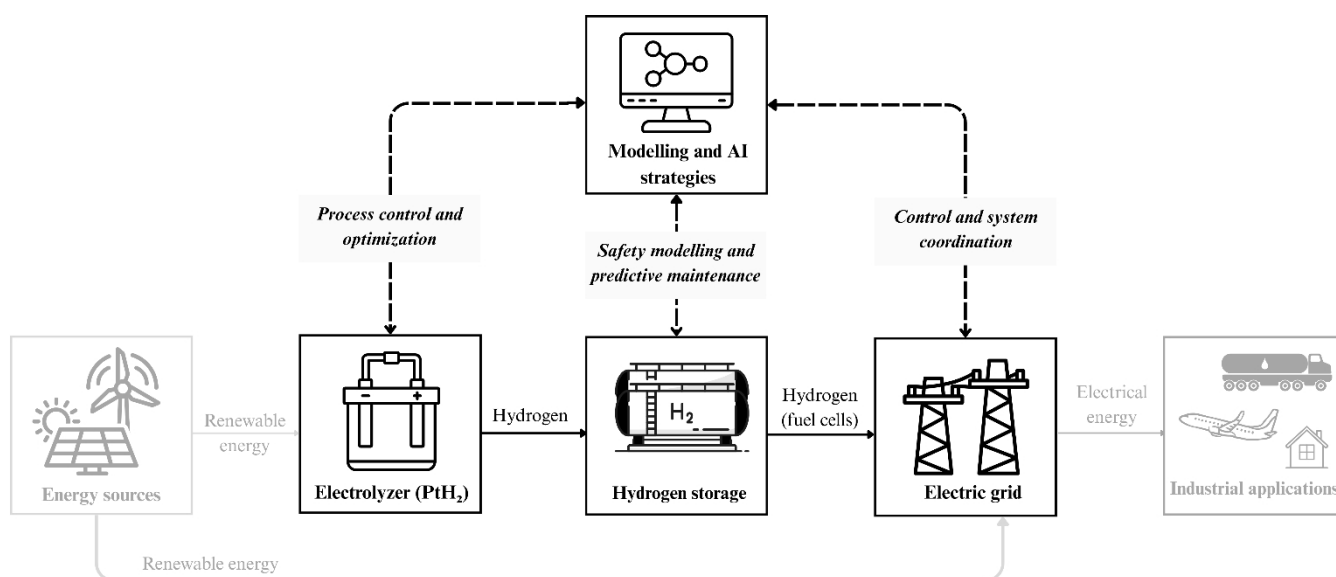 Modelling and AI
strategies
Process control and
optimization
Safety modelling and
predictive maintenance
Control and system
coordination
Renewable
energy
Hydrogen
Hydrogen
(fuel cells)
Electrical
energy
H₂
Energy sources
Electrolyzer (PtH₂)
Hydrogen storage
Electric grid
Industrial applications
Renewable energy